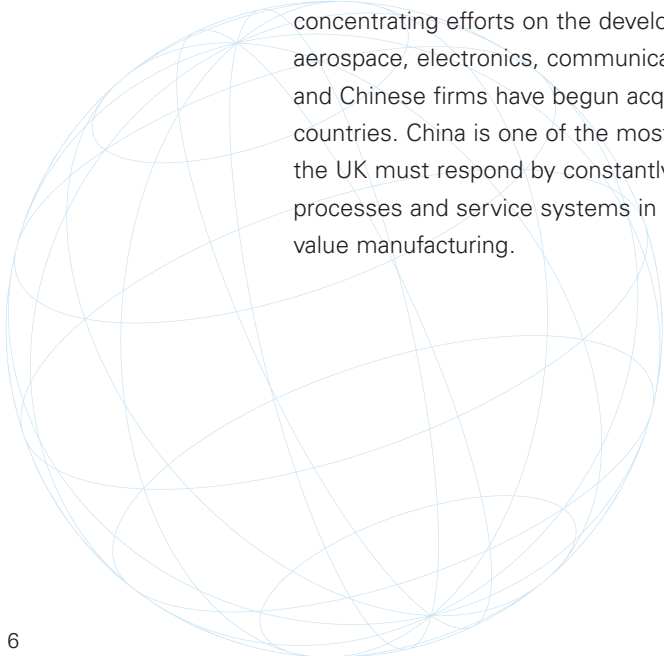 concentrating efforts on the develo
aerospace, electronics, communica
and Chinese firms have begun acq
countries. China is one of the most
the UK must respond by constantly
processes and service systems in
value manufacturing.
6